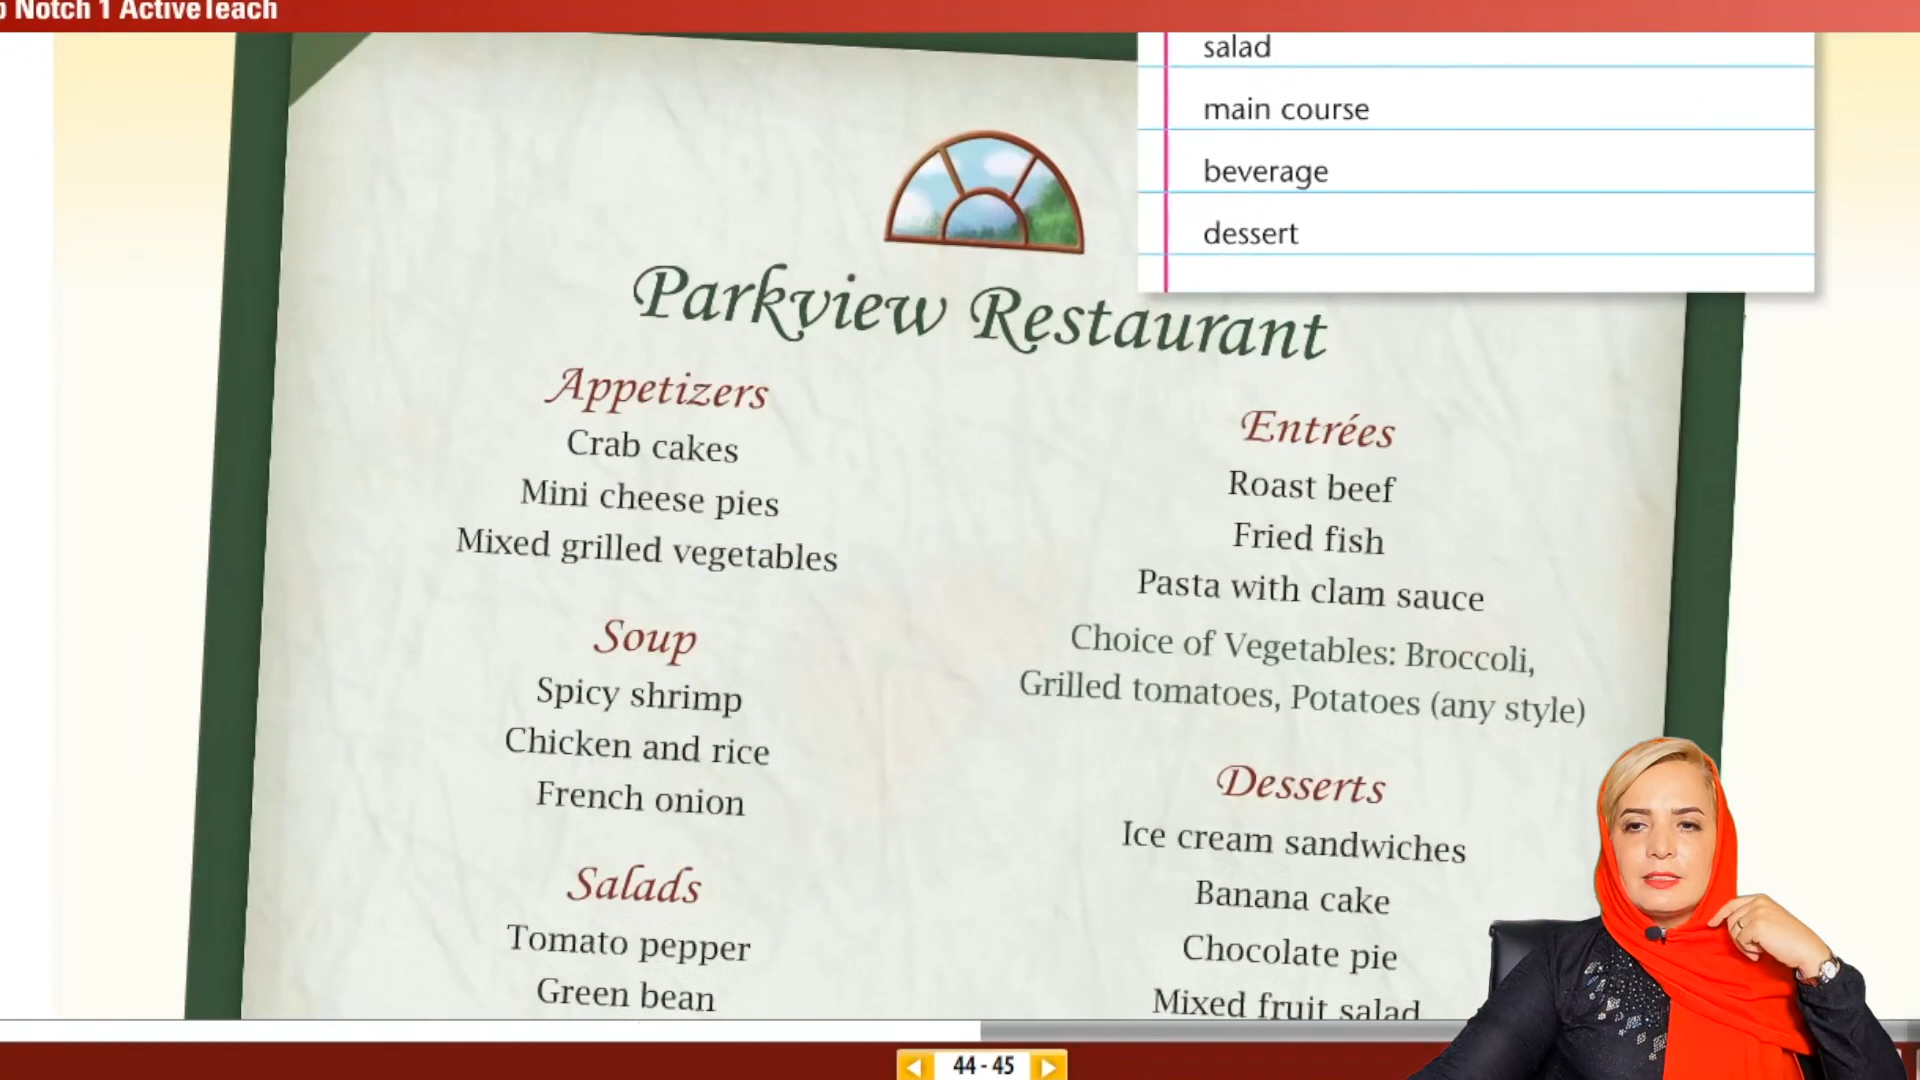 Notch 1 ActiveTeach
salad
main course
beverage
dessert
Parkview Restaurant
Appetizers
Crab cakes
Mini cheese pies
Mixed grilled vegetables
Soup
Spicy shrimp
Chicken and rice
French onion
Salads
Tomato pepper
Green bean
Entrées
Roast beef
Fried fish
Pasta with clam sauce
Choice of Vegetables: Broccoli,
Grilled tomatoes, Potatoes (any style)
Desserts
Ice cream sandwiches
Banana cake
Chocolate pie
Mixed fruit salad
44 - 45